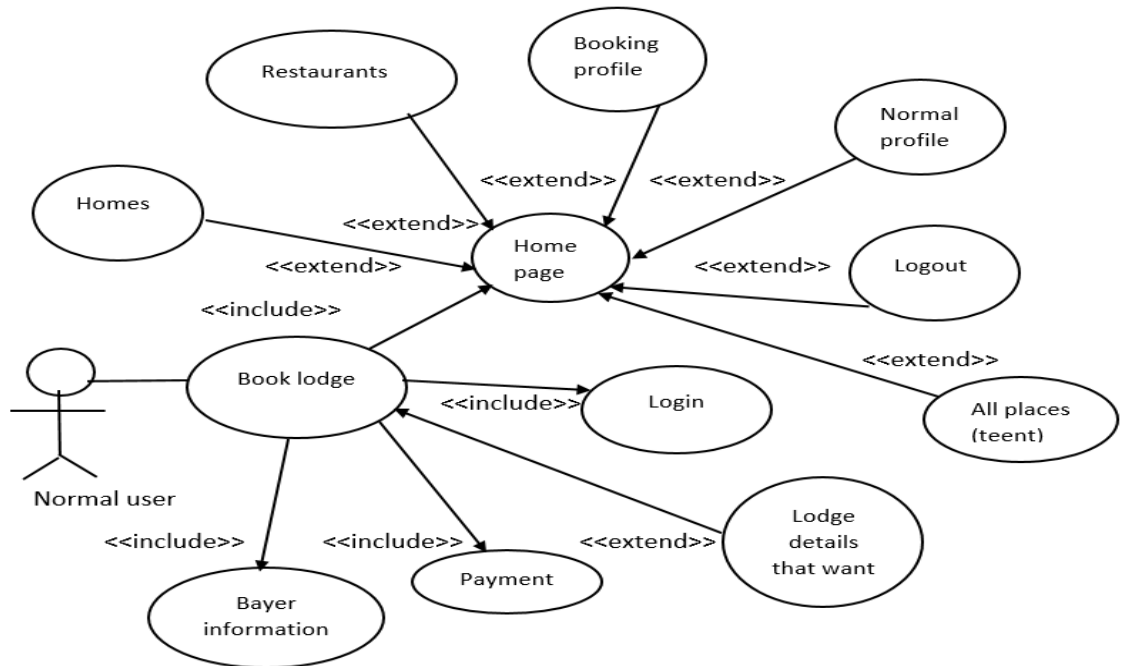 Booking
profile
Restaurants
Normal
profile
<<extend>>
<<extend>>
Homes
<<extend>>
Home
page
<<extend>>
<<extend>>
Logout
<<include>>
<<extend>>
Book lodge
<<include>>
Login
All places
(teent)
Normal user
Lodge
details
that want
<<include>>
<<include>>
<<extend>>
Payment
Bayer
information